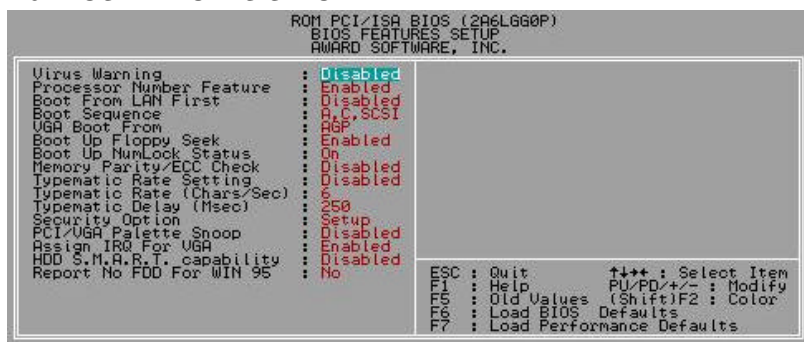 ROM PCI/ISA BIOS (2A6LGG0P)
BIOS FEATURES SETUP
AWARD SOFTWARE, INC.
Virus Warning : Disabled
Processor Number Feature : Enabled
Boot From LAN First : Disabled
Boot Sequence : A,C,SCSI
VGA Boot From : AGP
Boot Up Floppy Seek : Enabled
Boot Up NumLock Status : On
Memory Parity/ECC Check : Disabled
Typematic Rate Setting : Disabled
Typematic Rate (Chars/Sec) : 6
Typematic Delay (Msec) : 250
Security Option : Setup
PCI/VGA Palette Snoop : Disabled
Assign IRQ For VGA : Enabled
HDD S.M.A.R.T. capability : Disabled
Report No FDD For WIN 95 : No
ESC : Quit ↑↓→← : Select Item
F1 : Help PU/PD/+/- : Modify
F5 : Old Values (Shift)F2 : Color
F6 : Load BIOS Defaults
F7 : Load Performance Defaults